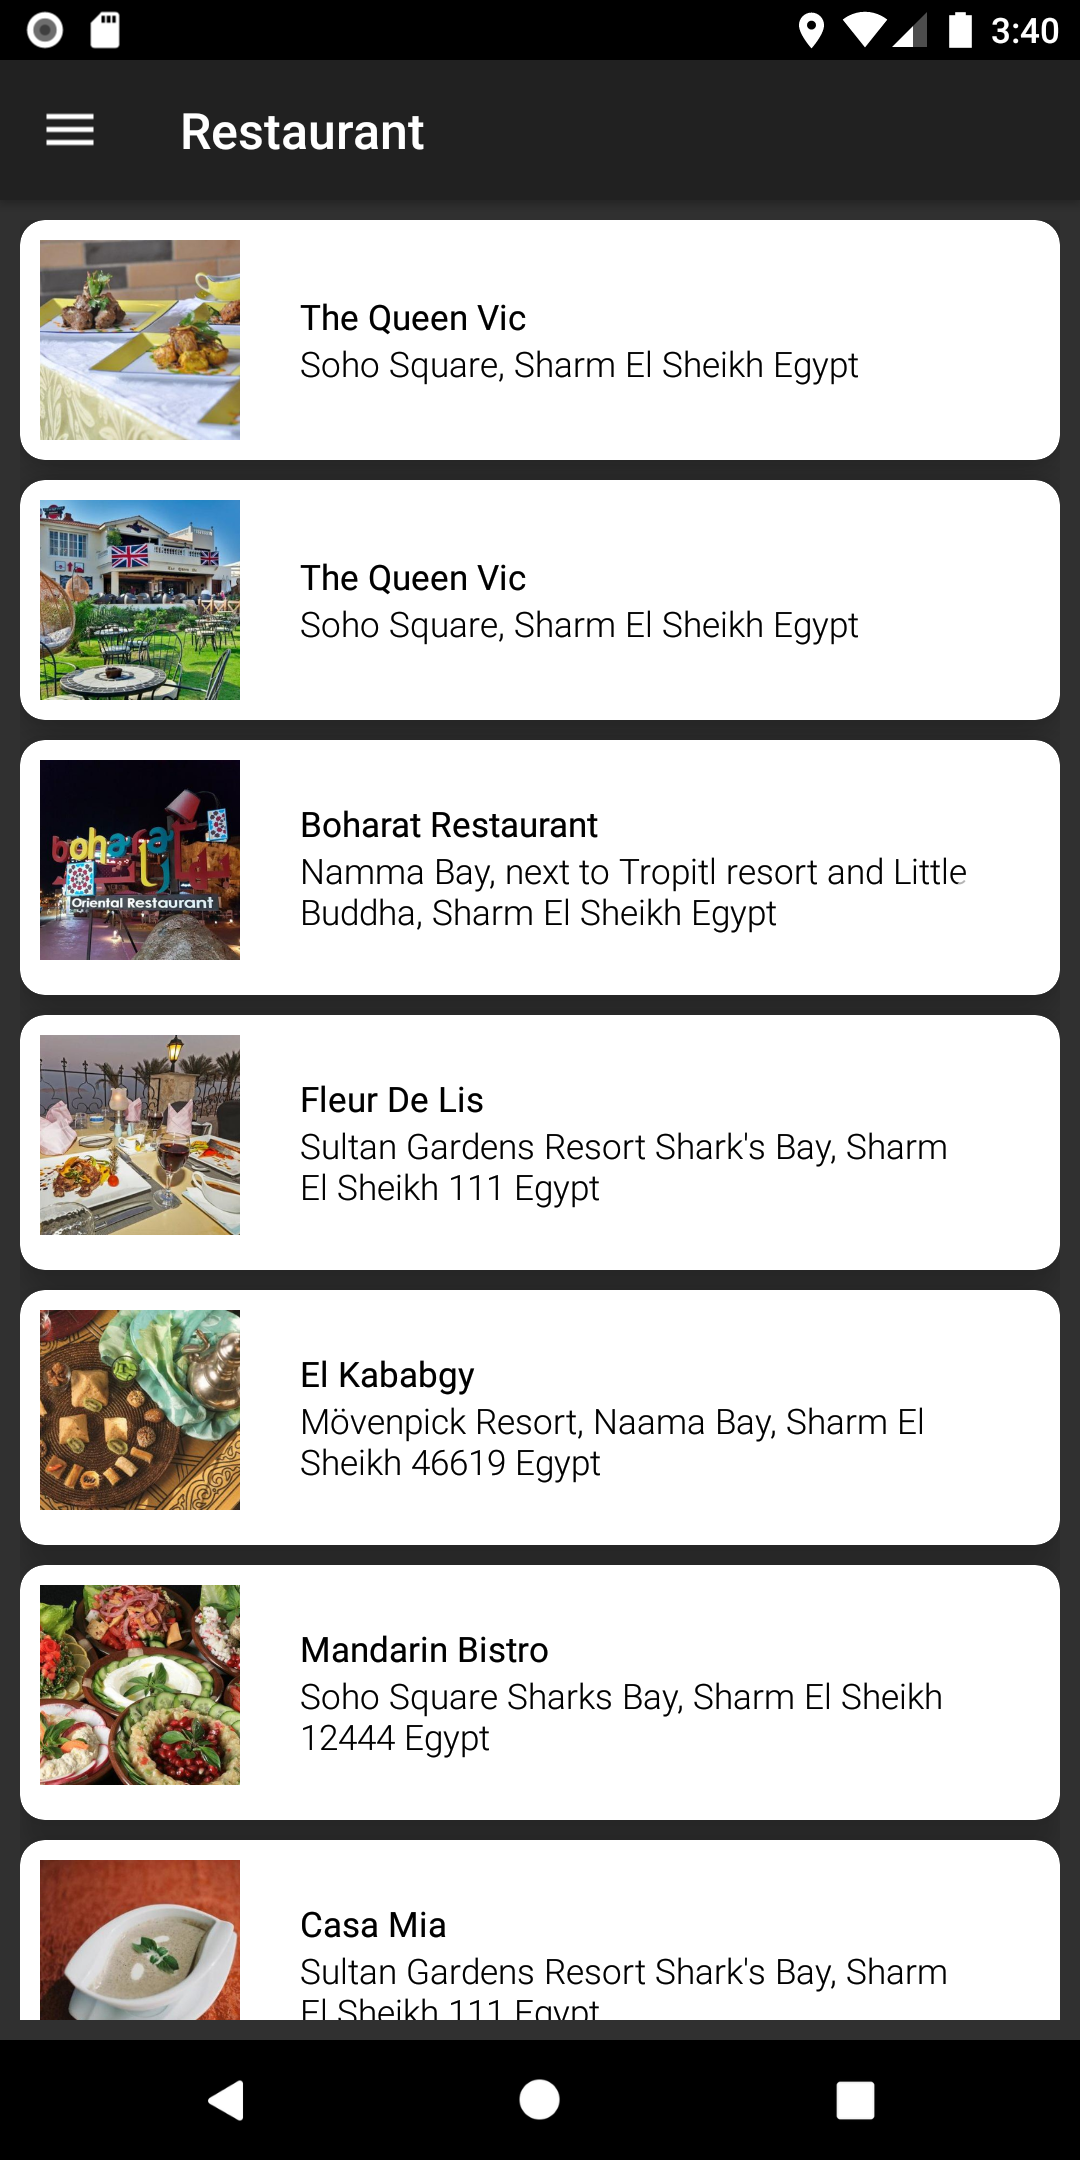 3:40
Restaurant
The Queen Vic
Soho Square, Sharm El Sheikh Egypt
The Queen Vic
Soho Square, Sharm El Sheikh Egypt
boharat
Oriental Restaurant
Boharat Restaurant
Namma Bay, next to Tropitl resort and Little
Buddha, Sharm El Sheikh Egypt
Fleur De Lis
Sultan Gardens Resort Shark's Bay, Sharm
El Sheikh 111 Egypt
El Kababgy
Mövenpick Resort, Naama Bay, Sharm El
Sheikh 46619 Egypt
Mandarin Bistro
Soho Square Sharks Bay, Sharm El Sheikh
12444 Egypt
Casa Mia
Sultan Gardens Resort Shark's Bay, Sharm
El Sheikh 111 Egypt